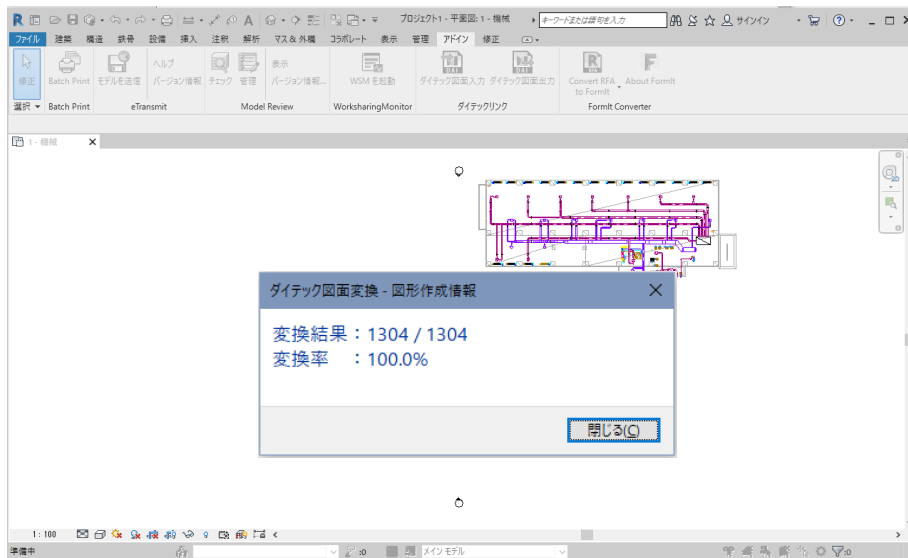 プロジェクト1 - 平面図: 1 - 機械
キーワードまたは語句を入力
サインイン
ファイル 建築 構造 鉄骨 設備 挿入 注釈 解析 マス&外構 コラボレート 表示 管理 アドイン 修正
修正
Batch Print
モデルを送信
ヘルプ
バージョン情報
チェック
管理
表示
バージョン情報...
WSM を起動
ダイテック図面入力
ダイテック図面出力
Convert RFA
to FormIt
About FormIt
選択 Batch Print eTransmit Model Review WorksharingMonitor ダイテックリンク FormIt Converter
1 - 機械
ダイテック図面変換 - 図形作成情報
変換結果:1304 / 1304
変換率 :100.0%
閉じる(C)
1 : 100
準備中
:0
メイン モデル
:0